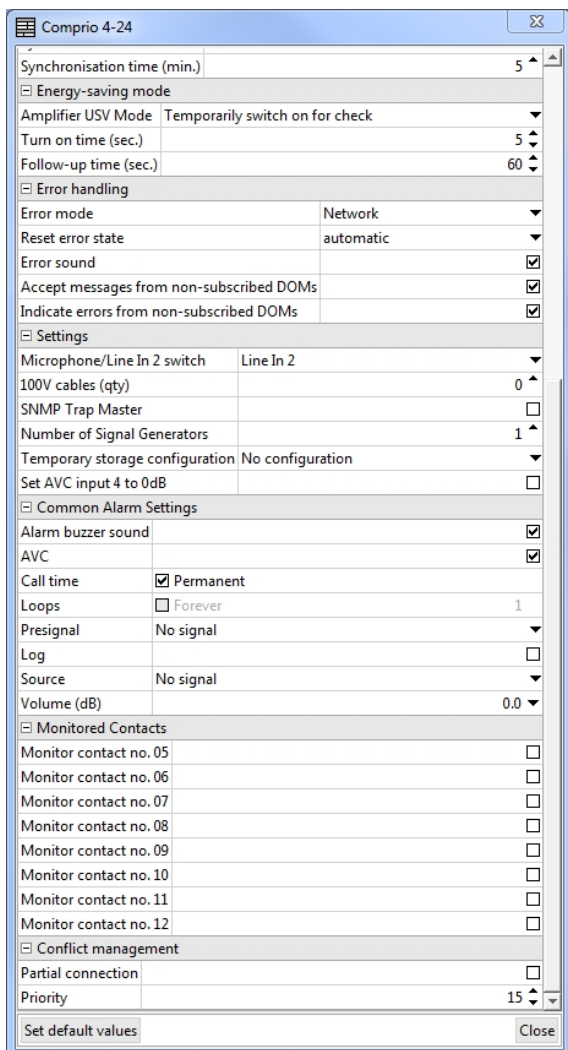 Comprio 4-24
Synchronisation time (min.) 5
Energy-saving mode
Amplifier USV Mode Temporarily switch on for check
Turn on time (sec.) 5
Follow-up time (sec.) 60
Error handling
Error mode Network
Reset error state automatic
Error sound
Accept messages from non-subscribed DOMs
Indicate errors from non-subscribed DOMs
Settings
Microphone/Line In 2 switch Line In 2
100V cables (qty) 0
SNMP Trap Master
Number of Signal Generators 1
Temporary storage configuration No configuration
Set AVC input 4 to 0dB
Common Alarm Settings
Alarm buzzer sound
AVC
Call time Permanent
Loops Forever 1
Presignal No signal
Log
Source No signal
Volume (dB) 0.0
Monitored Contacts
Monitor contact no. 05
Monitor contact no. 06
Monitor contact no. 07
Monitor contact no. 08
Monitor contact no. 09
Monitor contact no. 10
Monitor contact no. 11
Monitor contact no. 12
Conflict management
Partial connection
Priority 15
Set default values Close